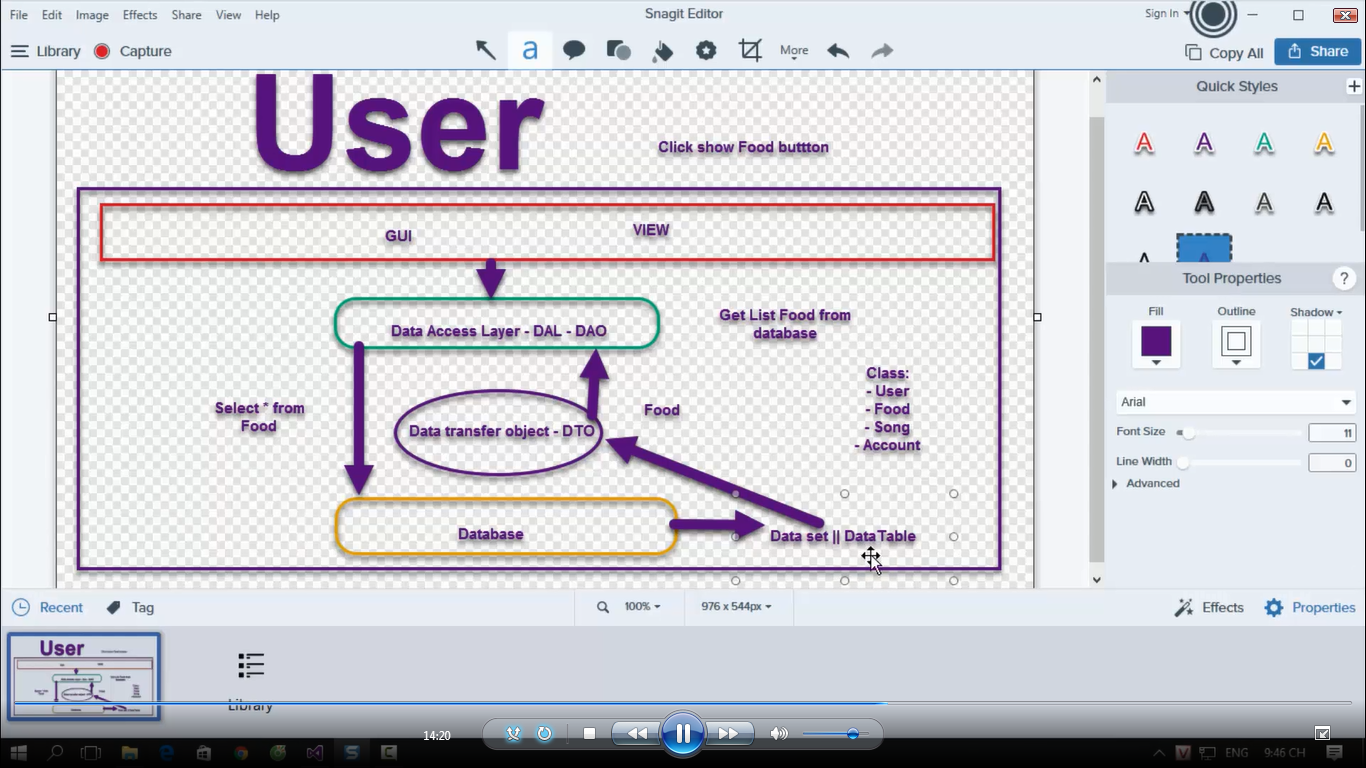 File Edit Image Effects Share View Help
Snagit Editor
Sign In
Library
Capture
a
More
Copy All
Share
User
Click show Food buttton
GUI
VIEW
Data Access Layer - DAL - DAO
Get List Food from
database
Class:
- User
- Food
- Song
- Account
Select * from
Food
Food
Data transfer object - DTO
Database
Data set || DataTable
Quick Styles
A A A A
A A A A
A A
Tool Properties
?
Fill
Outline
Shadow
Arial
Font Size
11
Line Width
0
Advanced
Recent
Tag
100%
976 x 544px
Effects
Properties
User
Library
14:20
ENG
9:46 CH